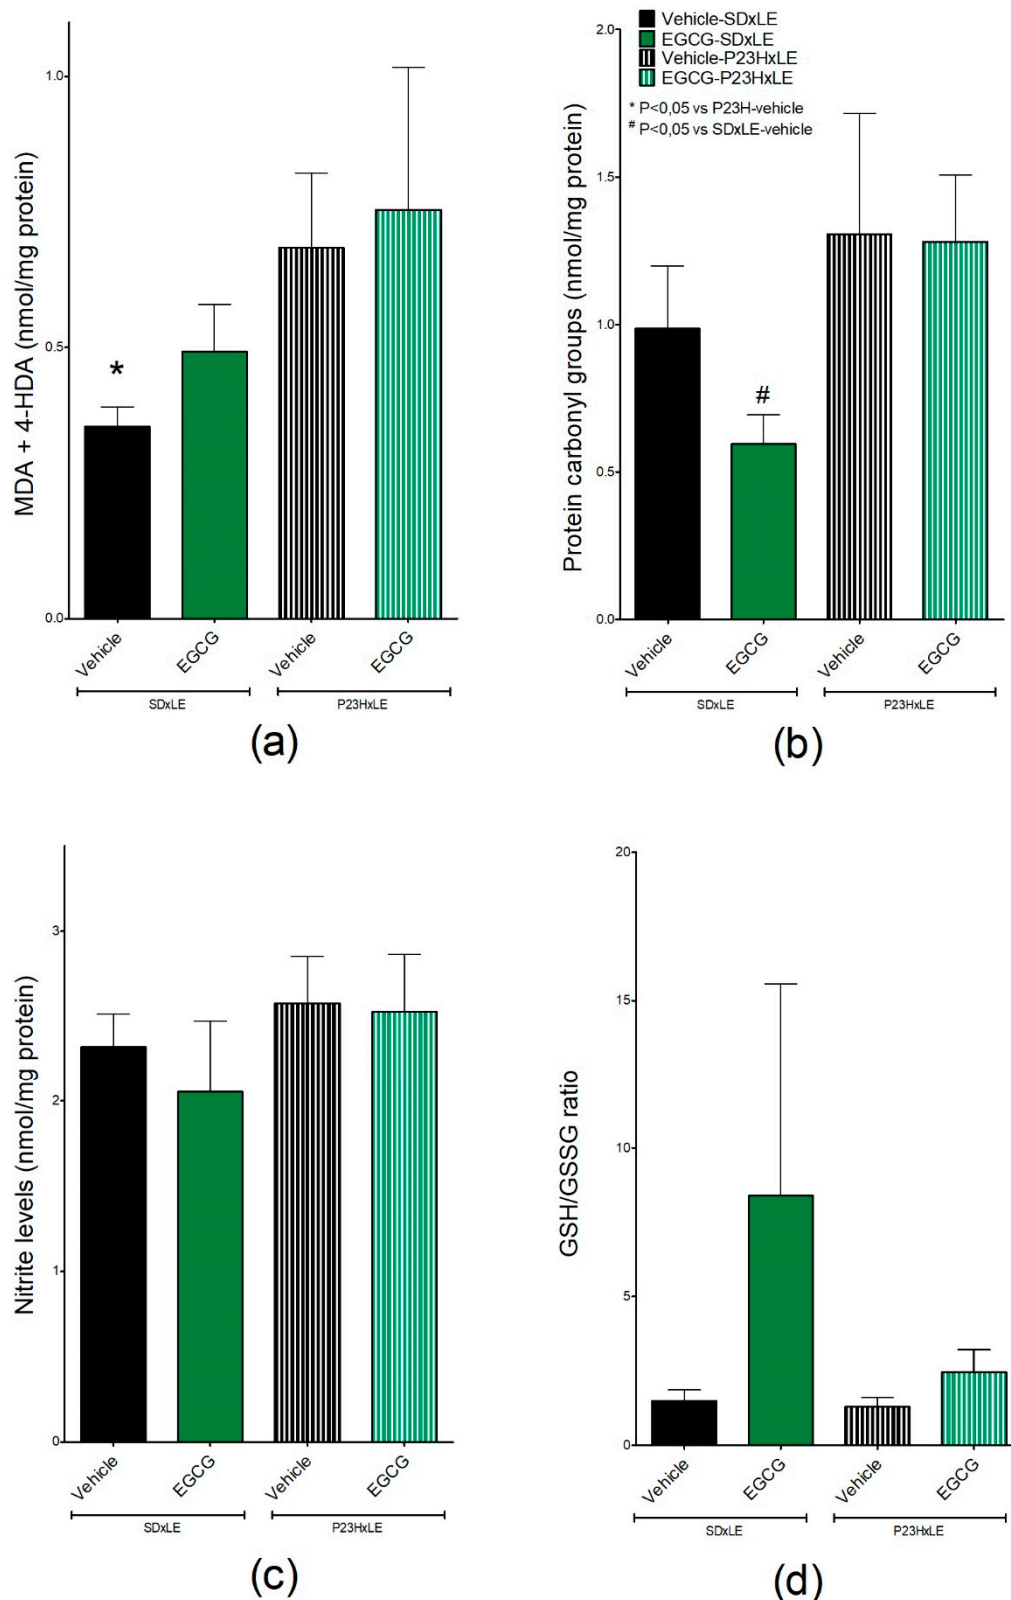 MDA + 4-HDA (nmol/mg protein)
1.0
0.5
0.0
*
Vehicle
EGCG
Vehicle
EGCG
SDxLE
P23HxLE
(a)
Vehicle-SDxLE
EGCG-SDxLE
Vehicle-P23HxLE
EGCG-P23HxLE
* P<0,05 vs P23H-vehicle
# P<0,05 vs SDxLE-vehicle
Protein carbonyl groups (nmol/mg protein)
2.0
1.5
1.0
0.5
0.0
#
Vehicle
EGCG
Vehicle
EGCG
SDxLE
P23HxLE
(b)
Nitrite levels (nmol/mg protein)
3
2
1
0
Vehicle
EGCG
Vehicle
EGCG
SDxLE
P23HxLE
(c)
GSH/GSSG ratio
20
15
10
5
0
Vehicle
EGCG
Vehicle
EGCG
SDxLE
P23HxLE
(d)